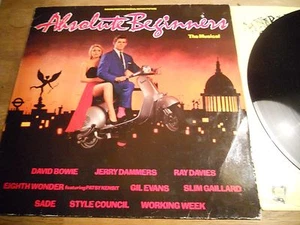 Absolute Beginners
The Musical
DAVID BOWIE JERRY DAMMERS RAY DAVIES
EIGHTH WONDER featuring PATSY KENSIT GIL EVANS SLIM GAILLARD
SADE STYLE COUNCIL WORKING WEEK